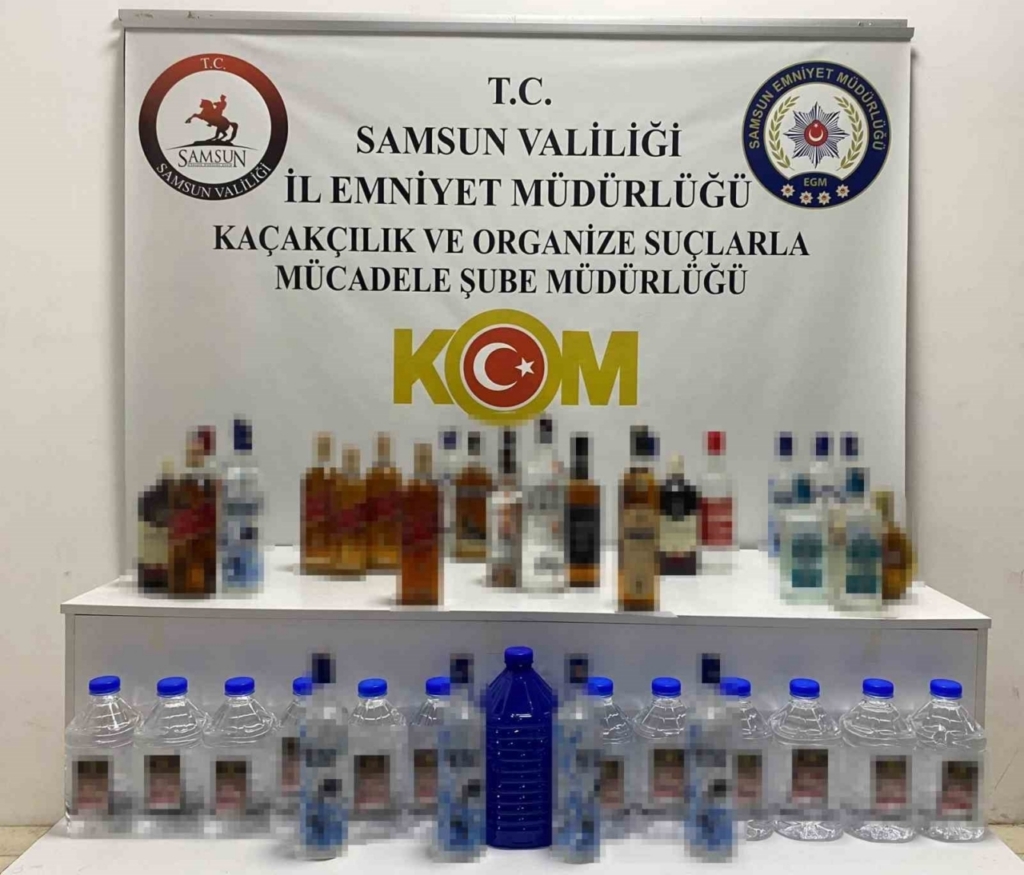 T.C.
SAMSUN
SAMSUN VALİLİĞİ
T.C.
SAMSUN VALİLİĞİ
İL EMNİYET MÜDÜRLÜĞÜ
KAÇAKÇILIK VE ORGANİZE SUÇLARLA
MÜCADELE ŞUBE MÜDÜRLÜĞÜ
SAMSUN EMNİYET MÜDÜRLÜĞÜ
EGM
KOM